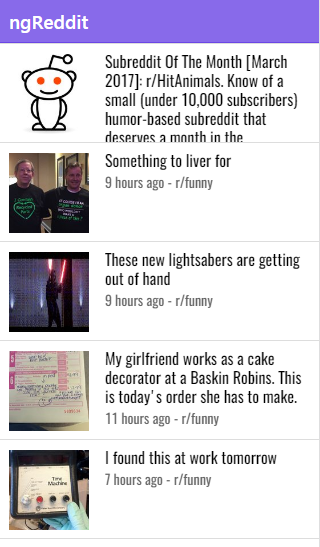 ngReddit
Subreddit Of The Month [March
2017]: r/HitAnimals. Know of a
small (under 10,000 subscribers)
humor-based subreddit that
deserves a month in the
Something to liver for
9 hours ago - r/funny
These new lightsabers are getting
out of hand
9 hours ago - r/funny
My girlfriend works as a cake
decorator at a Baskin Robins. This
is today's order she has to make.
11 hours ago - r/funny
I found this at work tomorrow
7 hours ago - r/funny
Time
Machine